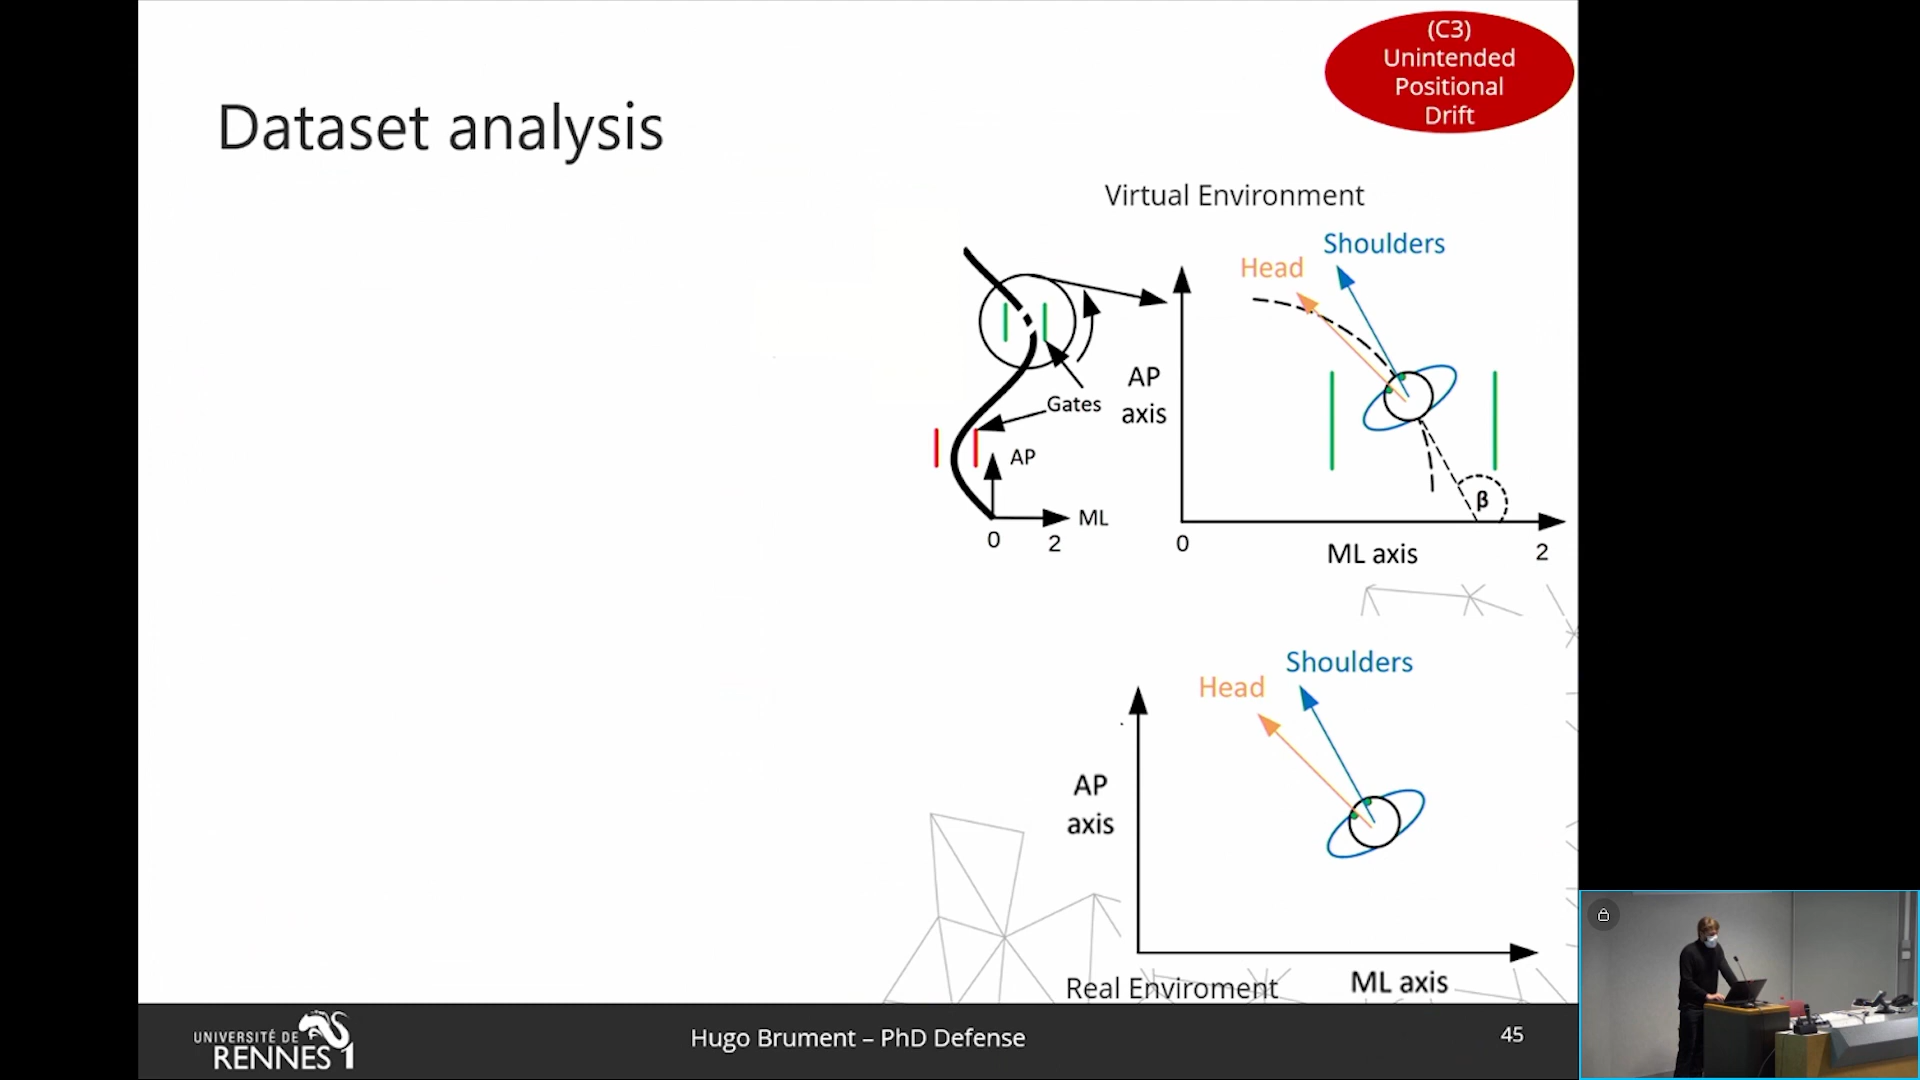 (C3)
Unintended
Positional
Drift
Dataset analysis
Virtual Environment
Shoulders
Head
AP
axis
Gates
AP
ML
0
2
β
0
ML axis
2
Shoulders
Head
AP
axis
Real Enviroment
ML axis
UNIVERSITÉ DE
RENNES 1
Hugo Brument – PhD Defense
45